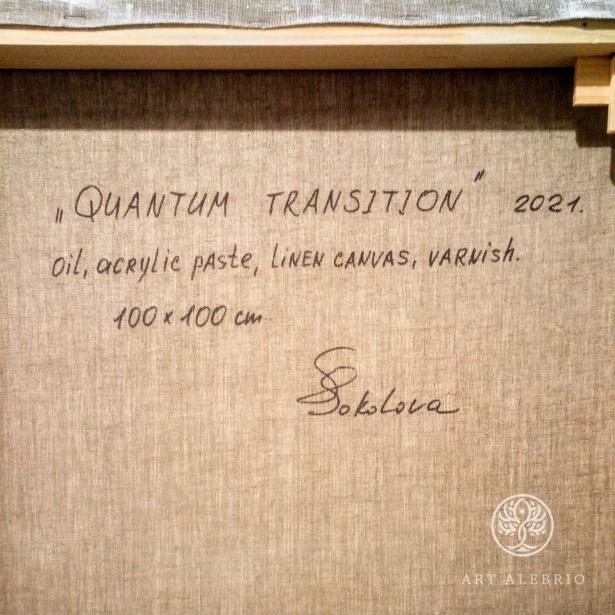 „QUANTUM TRANSITION" 2021.
Oil, acrylic paste, linen canvas, varnish.
100 x 100 cm
Sokolova
ART ALEBRIO